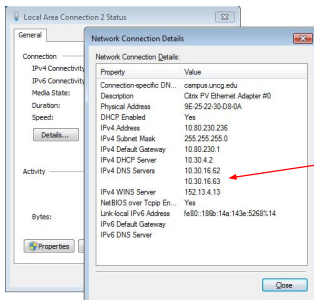 Local Area Connection 2 Status
General
Connection
IPv4 Connectivity
IPv6 Connectivity
Media State:
Duration:
Speed:
Details...
Activity
Bytes:
Properties
Network Connection Details
Network Connection Details:
Property Value
Connection-specific DN... campus.uncg.edu
Description Citrix PV Ethernet Adapter #0
Physical Address 9E-25-22-30-D8-0A
DHCP Enabled Yes
IPv4 Address 10.80.230.236
IPv4 Subnet Mask 255.255.255.0
IPv4 Default Gateway 10.80.230.1
IPv4 DHCP Server 10.30.4.2
IPv4 DNS Servers 10.30.16.62
10.30.16.63
IPv4 WINS Server 152.13.4.13
NetBIOS over Tcpip En... Yes
Link-local IPv6 Address fe80::186b:14a:143e:5268%14
IPv6 Default Gateway
IPv6 DNS Server
Close